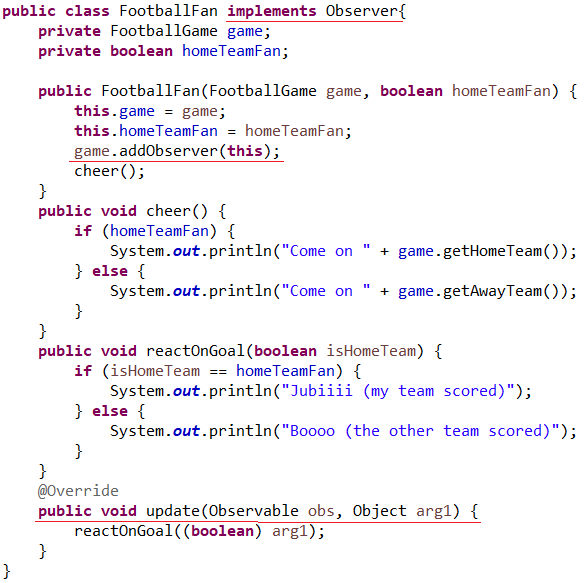 public class FootballFan implements Observer{
    private FootballGame game;
    private boolean homeTeamFan;

    public FootballFan(FootballGame game, boolean homeTeamFan) {
        this.game = game;
        this.homeTeamFan = homeTeamFan;
        game.addObserver(this);
        cheer();
    }
    public void cheer() {
        if (homeTeamFan) {
            System.out.println("Come on " + game.getHomeTeam());
        } else {
            System.out.println("Come on " + game.getAwayTeam());
        }
    }
    public void reactOnGoal(boolean isHomeTeam) {
        if (isHomeTeam == homeTeamFan) {
            System.out.println("Jubiiii (my team scored)");
        } else {
            System.out.println("Boooo (the other team scored)");
        }
    }
    @Override
    public void update(Observable obs, Object arg1) {
        reactOnGoal((boolean) arg1);
    }
}